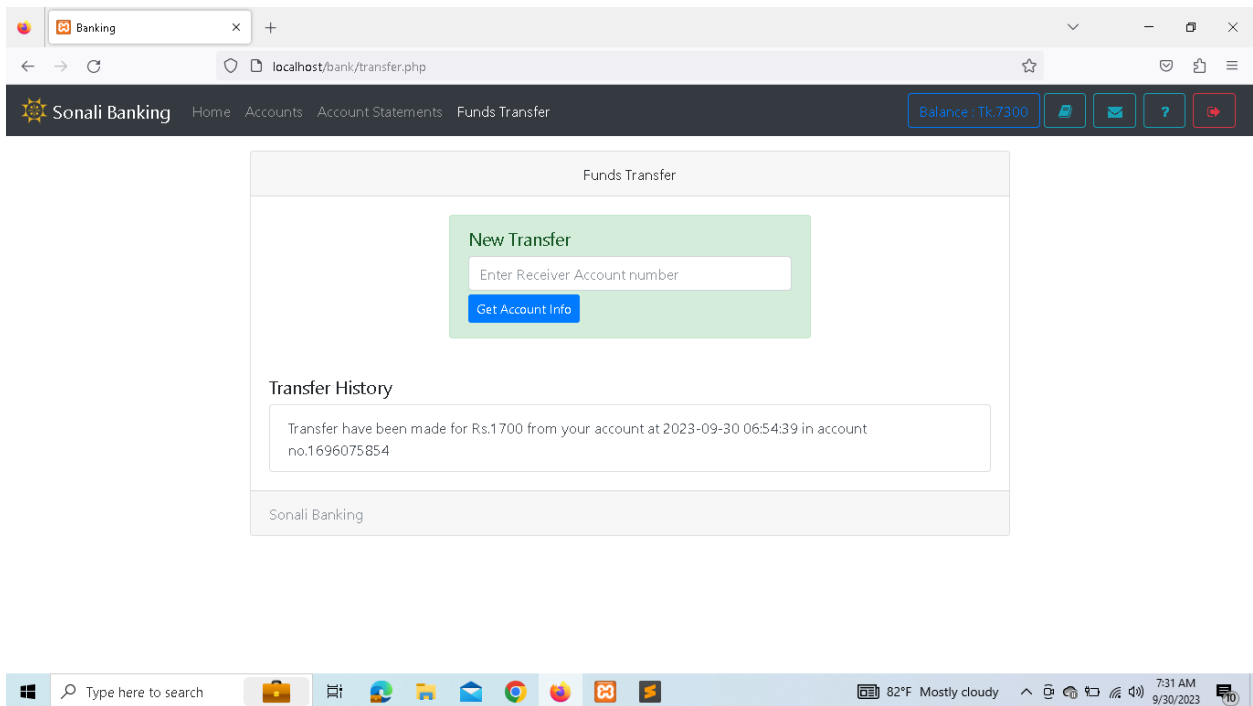 Banking
localhost/bank/transfer.php
Sonali Banking Home Accounts Account Statements Funds Transfer Balance : Tk.7300 ?
Funds Transfer
New Transfer
Enter Receiver Account number
Get Account Info
Transfer History
Transfer have been made for Rs.1700 from your account at 2023-09-30 06:54:39 in account
no.1696075854
Sonali Banking
Type here to search 82°F Mostly cloudy 7:31 AM
9/30/2023 10